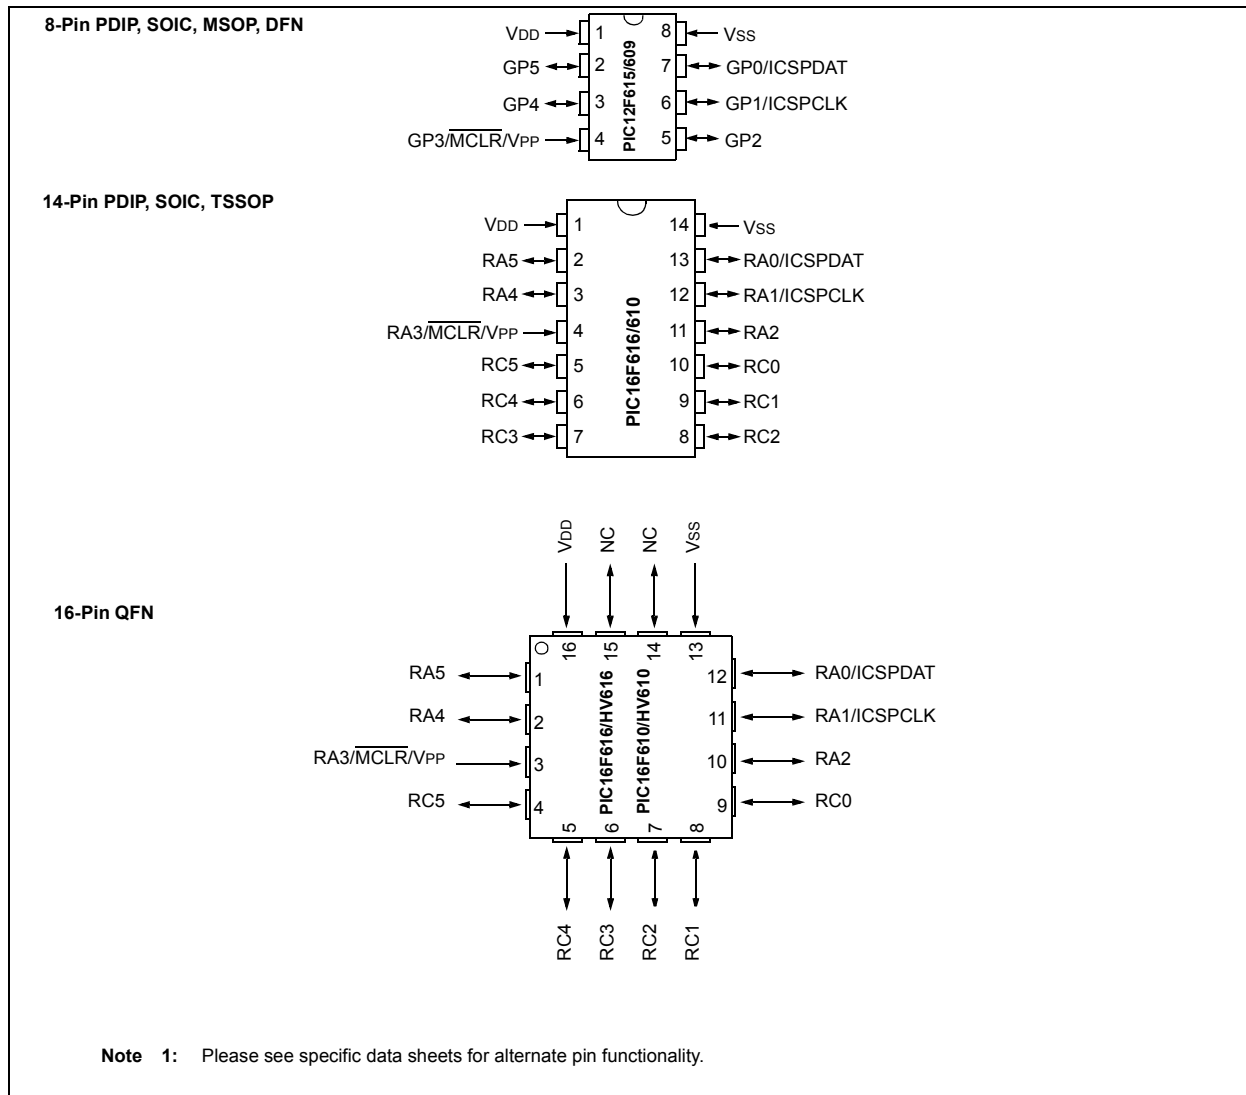 8-Pin PDIP, SOIC, MSOP, DFN
VDD 1 8 VSS
GP5 2 7 GP0/ICSPDAT
GP4 3 6 GP1/ICSPCLK
GP3/MCLR/VPP 4 5 GP2
PIC12F615/609
14-Pin PDIP, SOIC, TSSOP
VDD 1 14 VSS
RA5 2 13 RA0/ICSPDAT
RA4 3 12 RA1/ICSPCLK
RA3/MCLR/VPP 4 11 RA2
RC5 5 10 RC0
RC4 6 9 RC1
RC3 7 8 RC2
PIC16F616/610
16-Pin QFN
VDD NC NC VSS
16 15 14 13
RA5 1 12 RA0/ICSPDAT
RA4 2 11 RA1/ICSPCLK
RA3/MCLR/VPP 3 10 RA2
RC5 4 9 RC0
PIC16F616/HV616
PIC16F610/HV610
5 6 7 8
RC4 RC3 RC2 RC1
Note 1: Please see specific data sheets for alternate pin functionality.